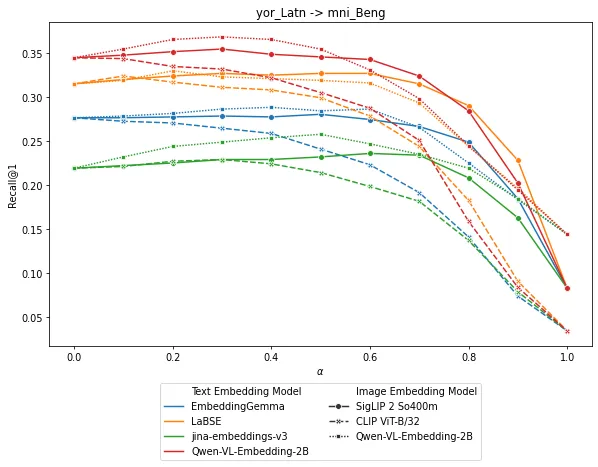 yor_Latn -> mni_Beng
Recall@1
0.35
0.30
0.25
0.20
0.15
0.10
0.05
0.0 0.2 0.4 0.6 0.8 1.0
α
Text Embedding Model
EmbeddingGemma
LaBSE
jina-embeddings-v3
Qwen-VL-Embedding-2B
Image Embedding Model
SigLIP 2 So400m
CLIP ViT-B/32
Qwen-VL-Embedding-2B